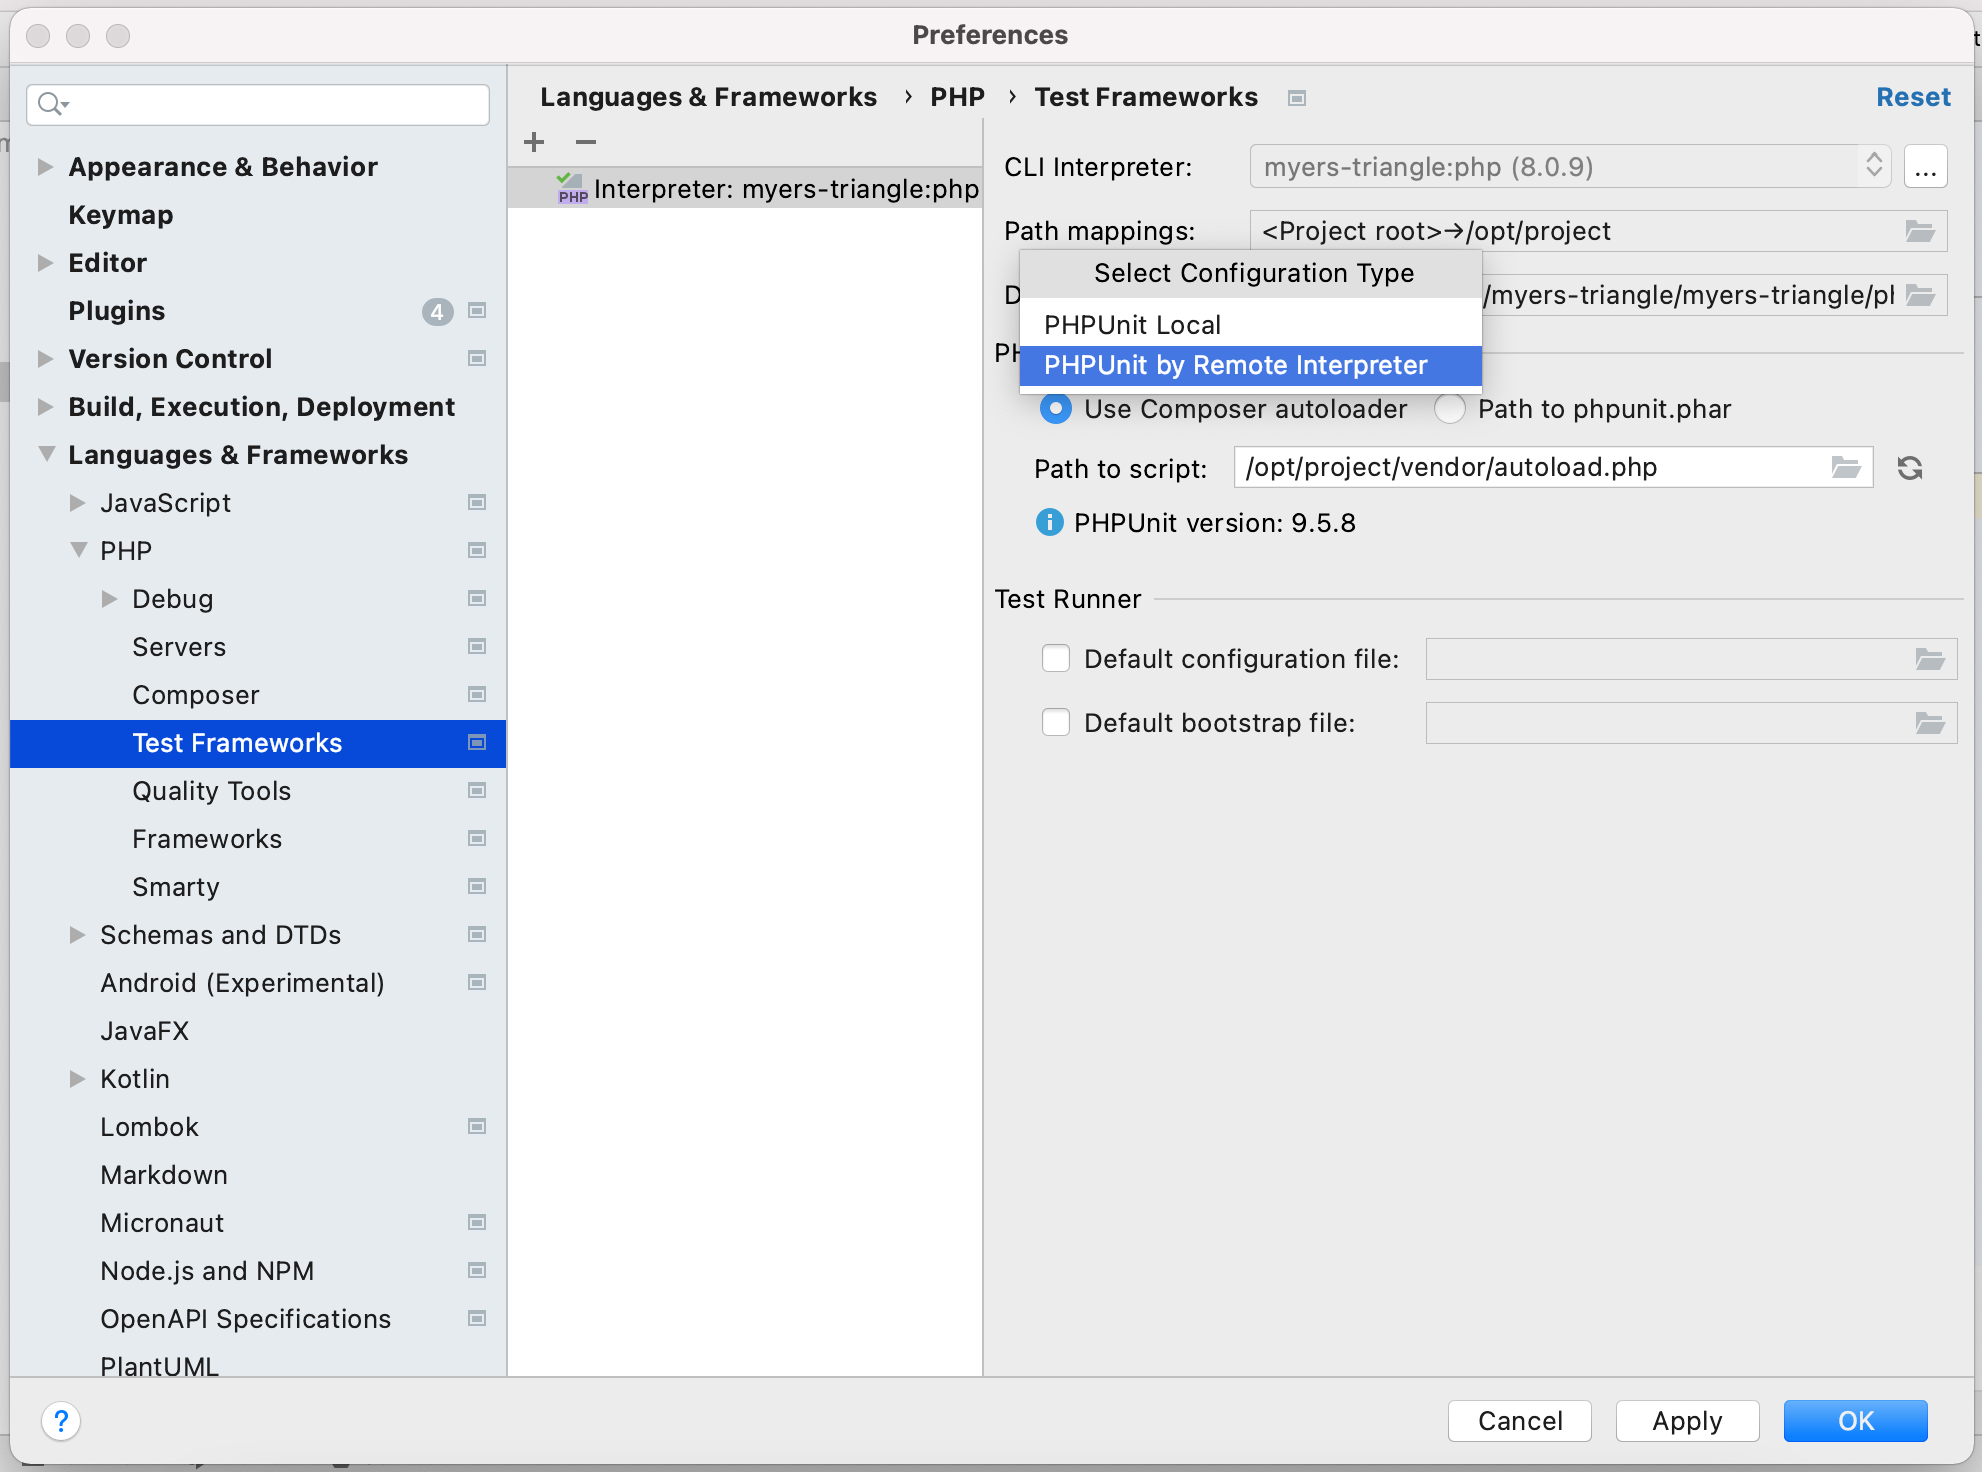 Preferences
Languages & Frameworks › PHP › Test Frameworks
Reset
Appearance & Behavior
Keymap
Editor
Plugins 4
Version Control
Build, Execution, Deployment
Languages & Frameworks
JavaScript
PHP
Debug
Servers
Composer
Test Frameworks
Quality Tools
Frameworks
Smarty
Schemas and DTDs
Android (Experimental)
JavaFX
Kotlin
Lombok
Markdown
Micronaut
Node.js and NPM
OpenAPI Specifications
PlantUML
+ −
PHP Interpreter: myers-triangle:php
CLI Interpreter: myers-triangle:php (8.0.9) ...
Path mappings: <Project root>→/opt/project
Select Configuration Type
PHPUnit Local
PHPUnit by Remote Interpreter
/myers-triangle/myers-triangle/pl
Use Composer autoloader Path to phpunit.phar
Path to script: /opt/project/vendor/autoload.php
PHPUnit version: 9.5.8
Test Runner
Default configuration file:
Default bootstrap file:
?
Cancel Apply OK